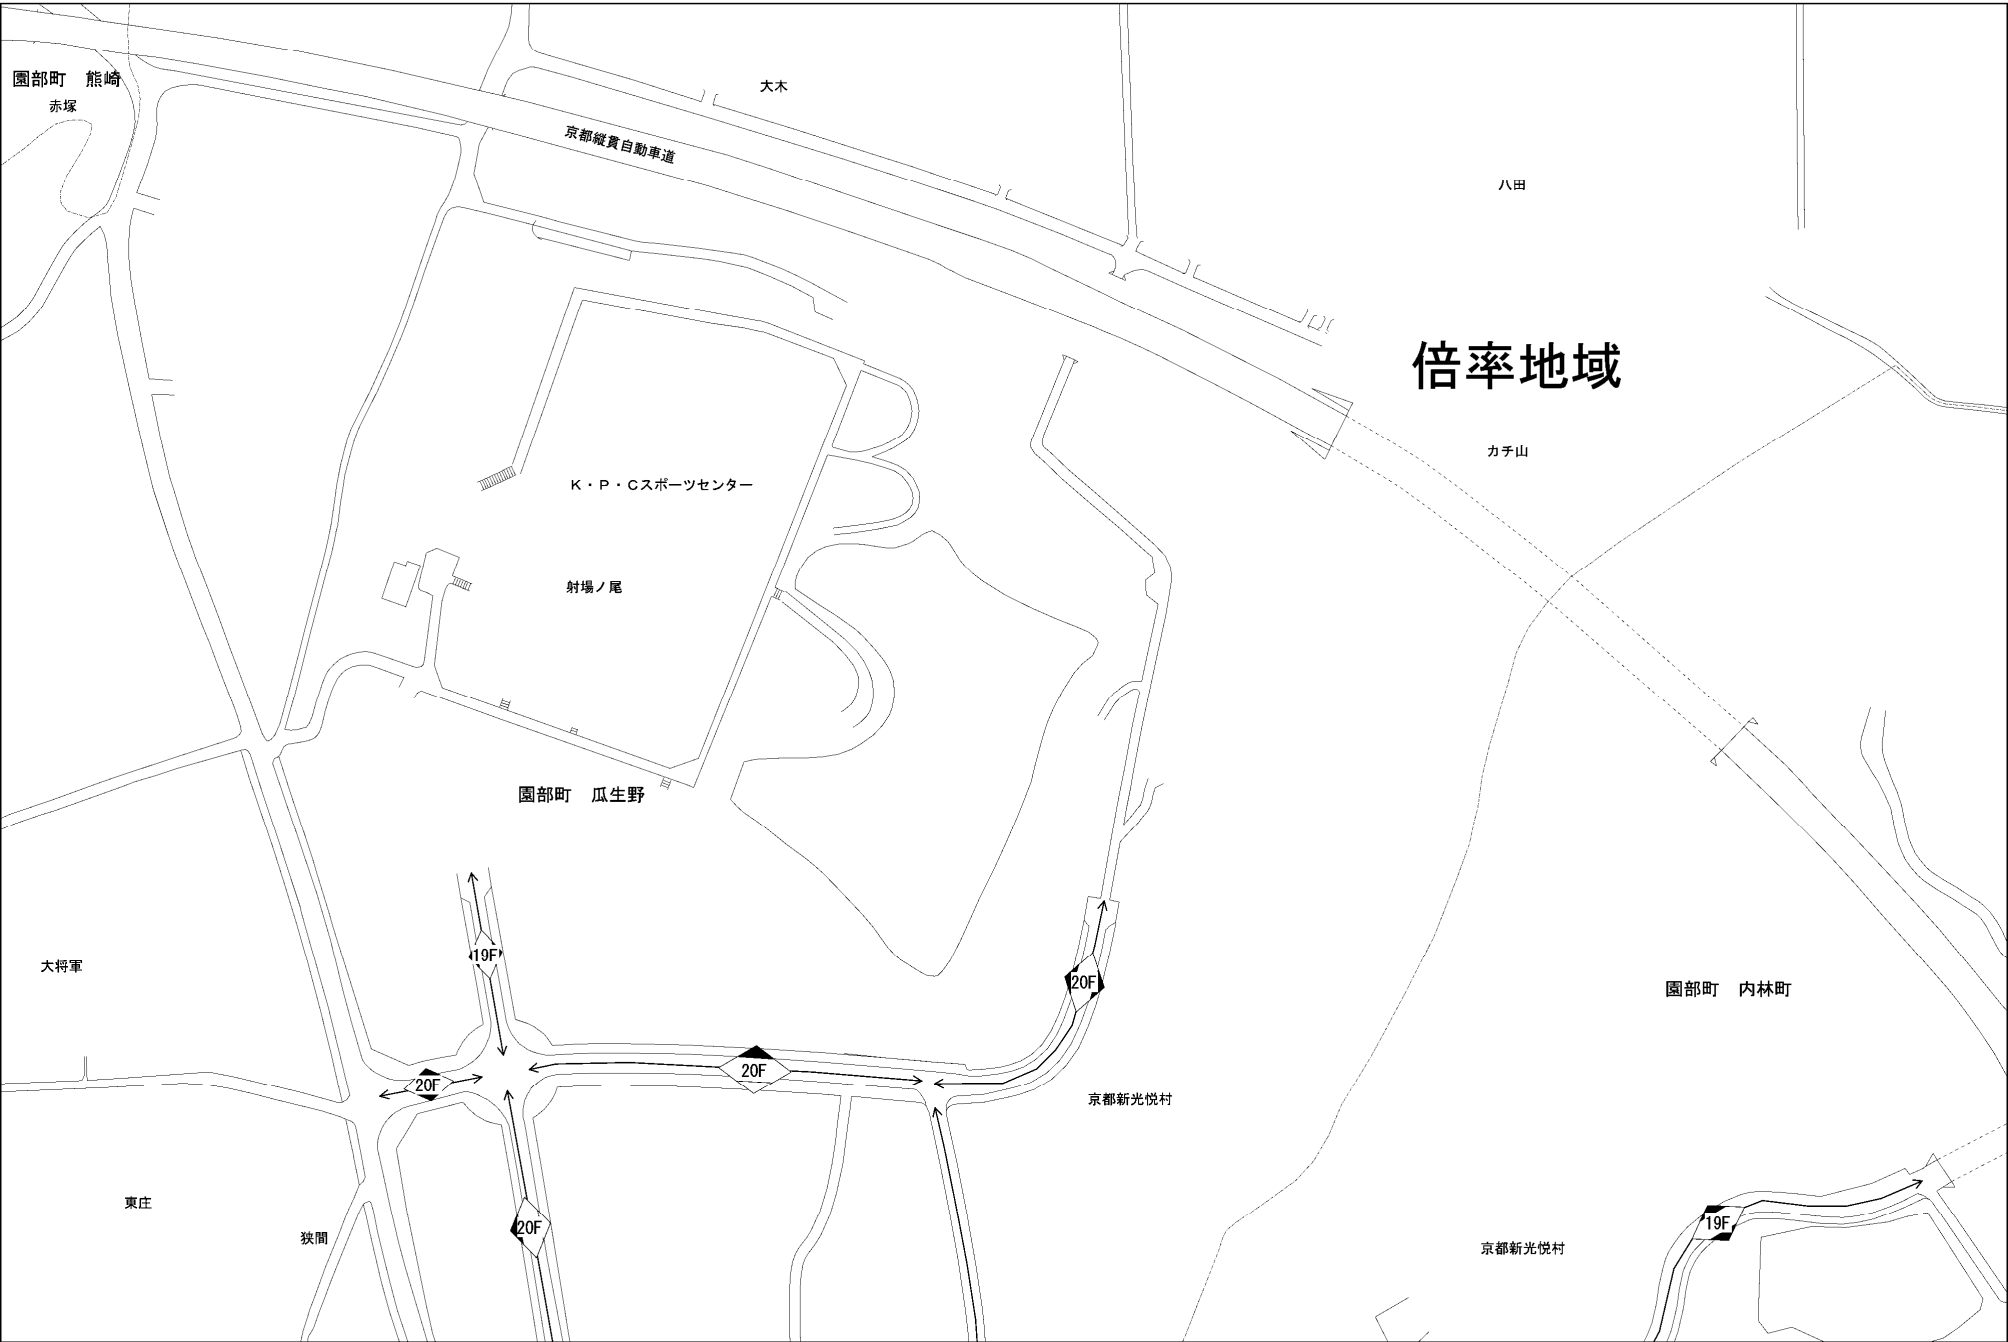 園部町　熊崎
赤塚
大木
京都縦貫自動車道
八田
倍率地域
カチ山
K・P・Cスポーツセンター
射場ノ尾
園部町　瓜生野
19F
大将軍
20F
園部町　内林町
20F
20F
京都新光悦村
東庄
狭間
20F
19F
京都新光悦村